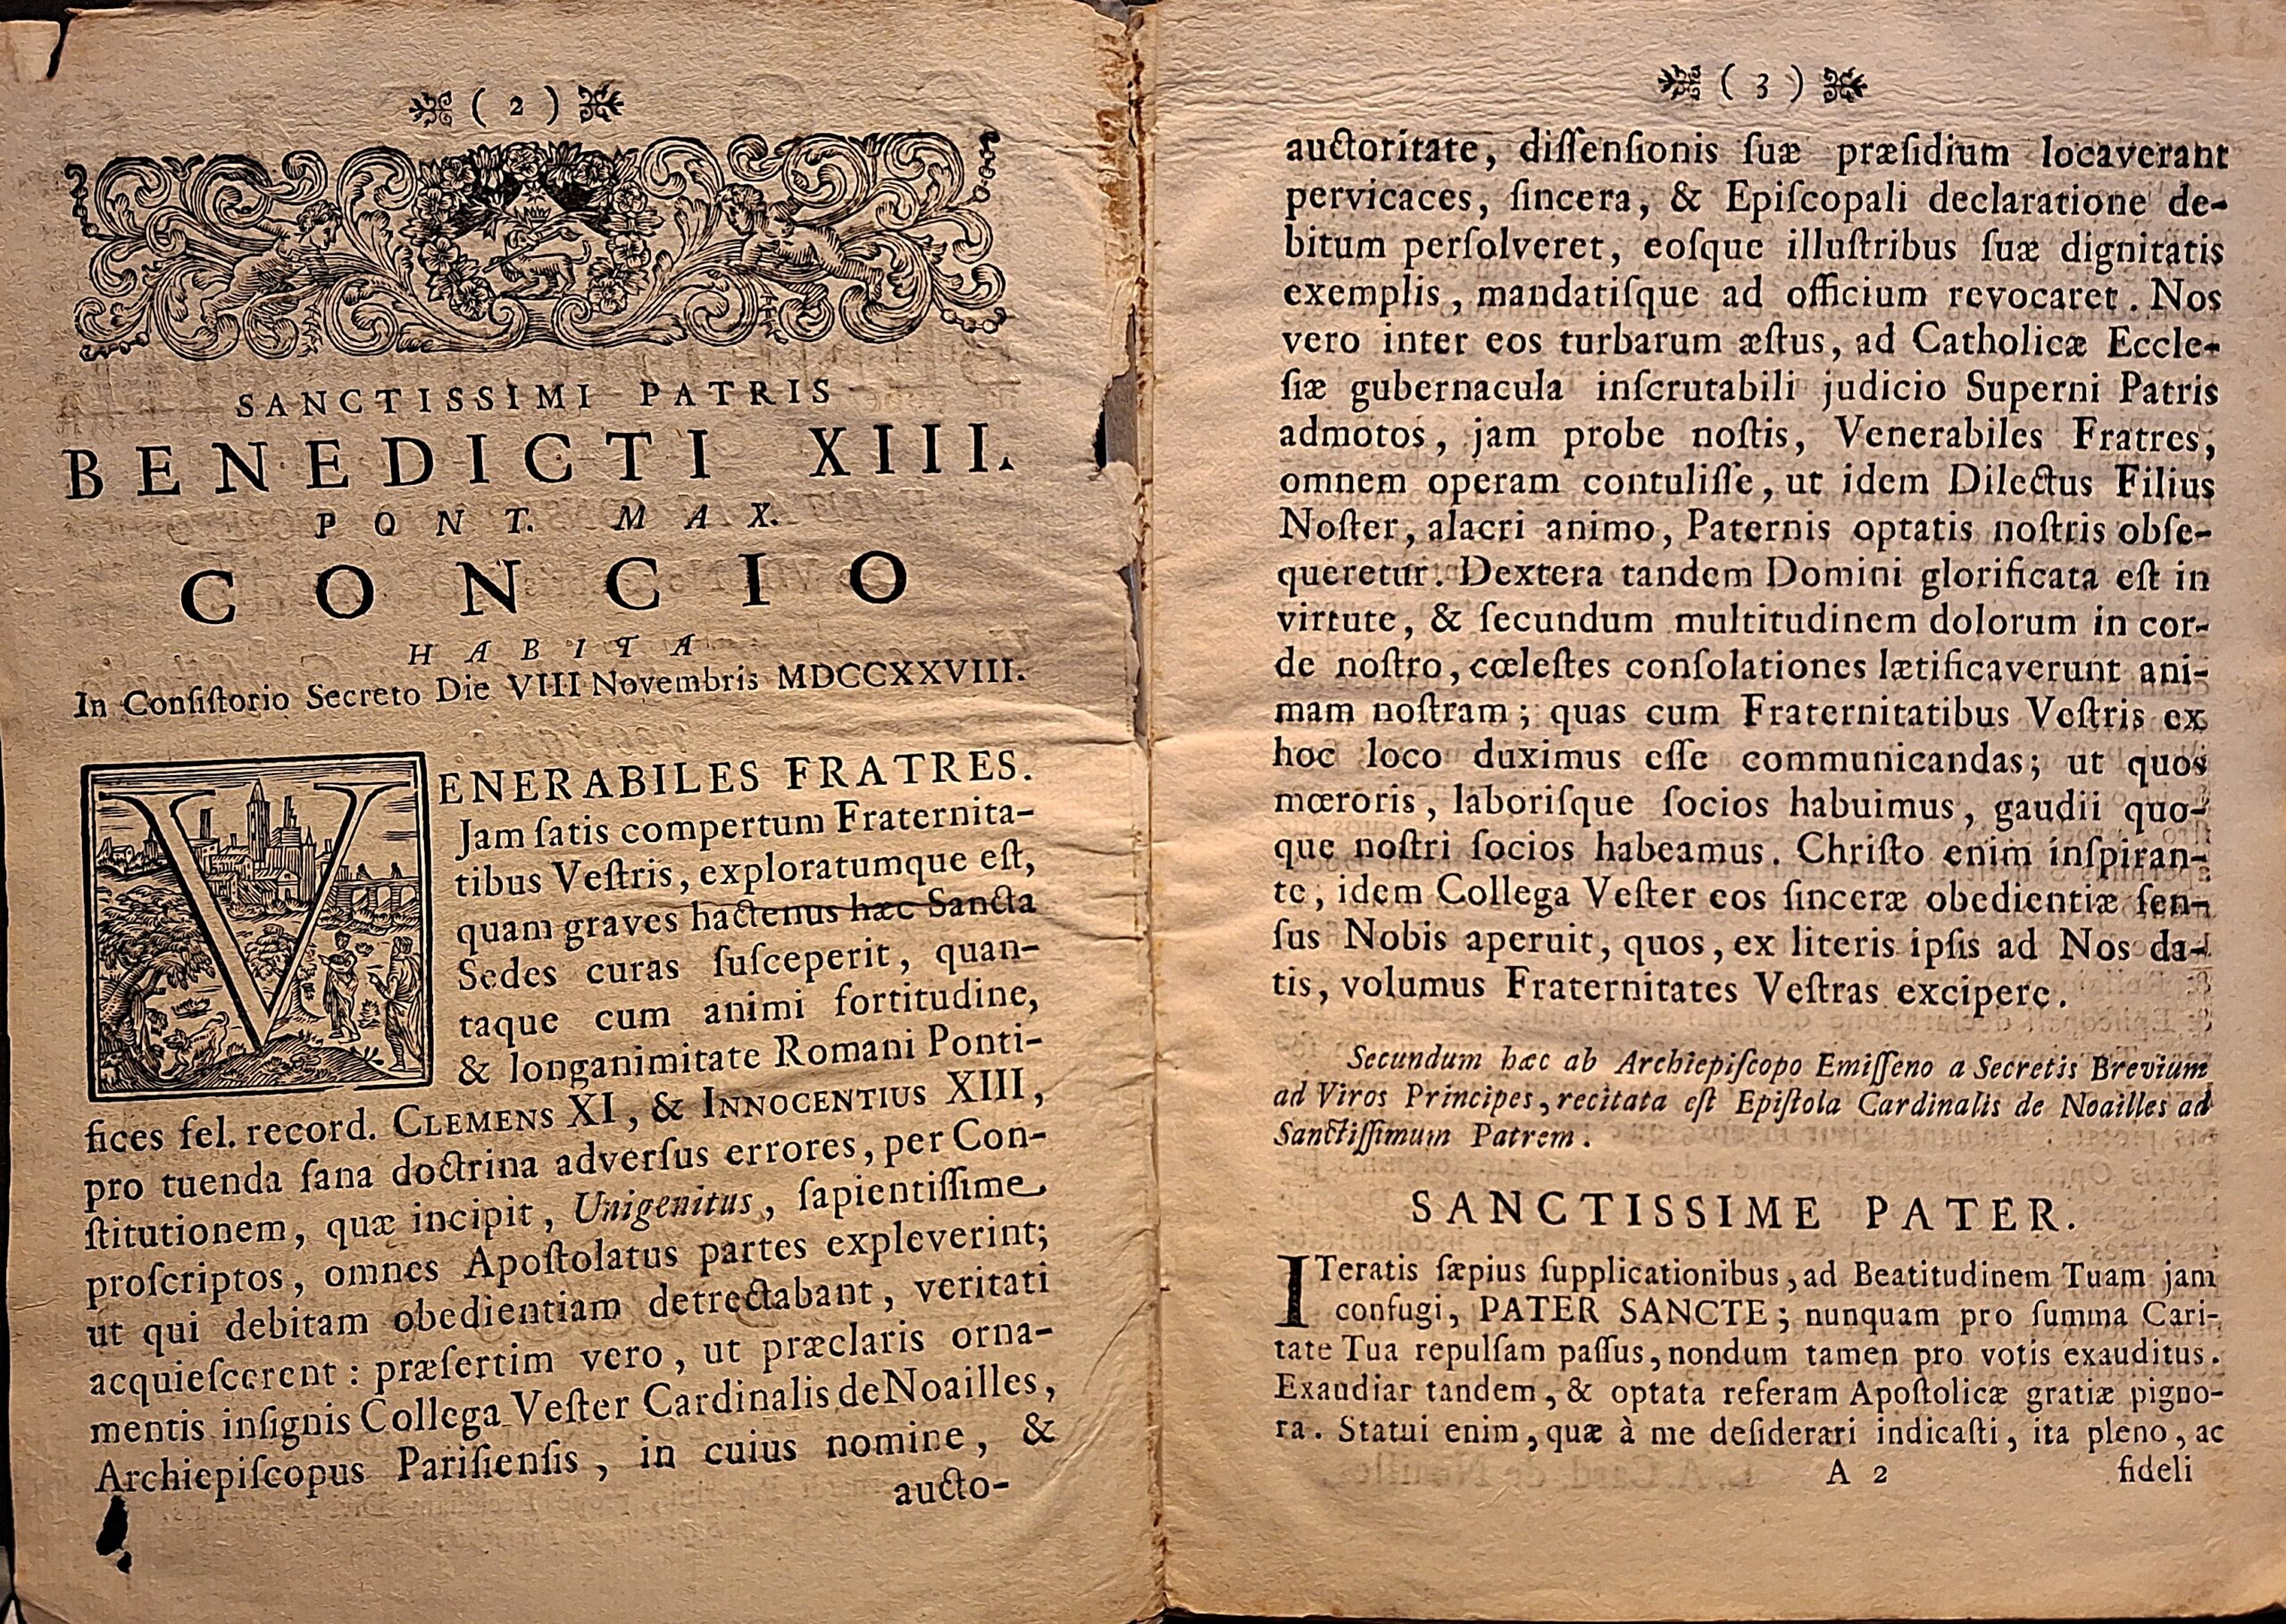 ( 2 )
SANCTISSIMI PATRIS
BENEDICTI XIII.
PONT. MAX.
CONCIO
HABITA
In Conſiſtorio Secreto Die VIII Novembris MDCCXXVIII.
VENERABILES FRATRES.
Jam ſatis compertum Fraternita-
tibus Veſtris, exploratumque eſt,
quam graves hactenus hæc Sancta
Sedes curas ſuſceperit, quan-
taque cum animi fortitudine,
& longanimitate Romani Ponti-
fices fel. record. CLEMENS XI, & INNOCENTIUS XIII,
pro tuenda ſana doctrina adverſus errores, per Con-
ſtitutionem, quæ incipit, Unigenitus, ſapientiſſime
proſcriptos, omnes Apoſtolatus partes expleverint;
ut qui debitam obedientiam detrectabant, veritati
acquieſcerent : præſertim vero, ut præclaris orna-
mentis inſignis Collega Veſter Cardinalis de Noailles,
Archiepiſcopus Pariſienſis, in cuius nomine, &
aucto-
( 3 )
auctoritate, diſſenſionis ſuæ præſidium locaverant
pervicaces, ſincera, & Epiſcopali declaratione de-
bitum perſolveret, eoſque illuſtribus ſuæ dignitatis
exemplis, mandatiſque ad officium revocaret. Nos
vero inter eos turbarum æſtus, ad Catholicæ Eccle-
ſiæ gubernacula inſcrutabili judicio Superni Patris
admotos, jam probe noſtis, Venerabiles Fratres,
omnem operam contuliſſe, ut idem Dilectus Filius
Noſter, alacri animo, Paternis optatis noſtris obſe-
queretur. Dextera tandem Domini glorificata eſt in
virtute, & ſecundum multitudinem dolorum in cor-
de noſtro, cœleſtes conſolationes lætificaverunt ani-
mam noſtram; quas cum Fraternitatibus Veſtris ex
hoc loco duximus eſſe communicandas; ut quos
mœroris, laboriſque ſocios habuimus, gaudii quo-
que noſtri ſocios habeamus. Chriſto enim inſpiran-
te, idem Collega Veſter eos ſinceræ obedientiæ ſen-
ſus Nobis aperuit, quos, ex literis ipſis ad Nos da-
tis, volumus Fraternitates Veſtras excipere.
Secundum hæc ab Archiepiſcopo Emiſſeno a Secretis Brevium
ad Viros Principes, recitata eſt Epiſtola Cardinalis de Noailles ad
Sanctiſſimum Patrem.
SANCTISSIME PATER.
ITeratis ſæpius ſupplicationibus, ad Beatitudinem Tuam jam
confugi, PATER SANCTE; nunquam pro ſumma Cari-
tate Tua repulſam paſſus, nondum tamen pro votis exauditus.
Exaudiar tandem, & optata referam Apoſtolicæ gratiæ pigno-
ra. Statui enim, quæ à me deſiderari indicaſti, ita pleno, ac
A 2 fideli